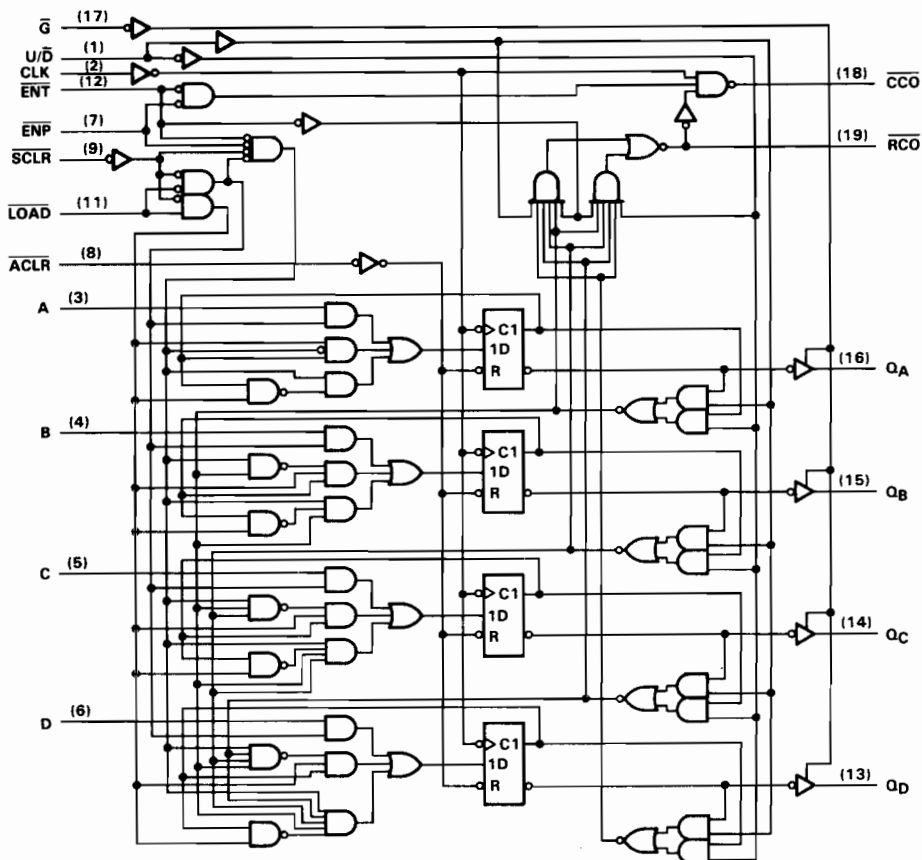 G̅ (17)
U/D̅ (1)
CLK (2)
E̅N̅T̅ (12)
E̅N̅P̅ (7)
S̅C̅L̅R̅ (9)
L̅O̅A̅D̅ (11)
A̅C̅L̅R̅ (8)
A (3)
B (4)
C (5)
D (6)
C1
1D
R
C1
1D
R
C1
1D
R
C1
1D
R
(18) C̅C̅O̅
(19) R̅C̅O̅
(16) QA
(15) QB
(14) QC
(13) QD